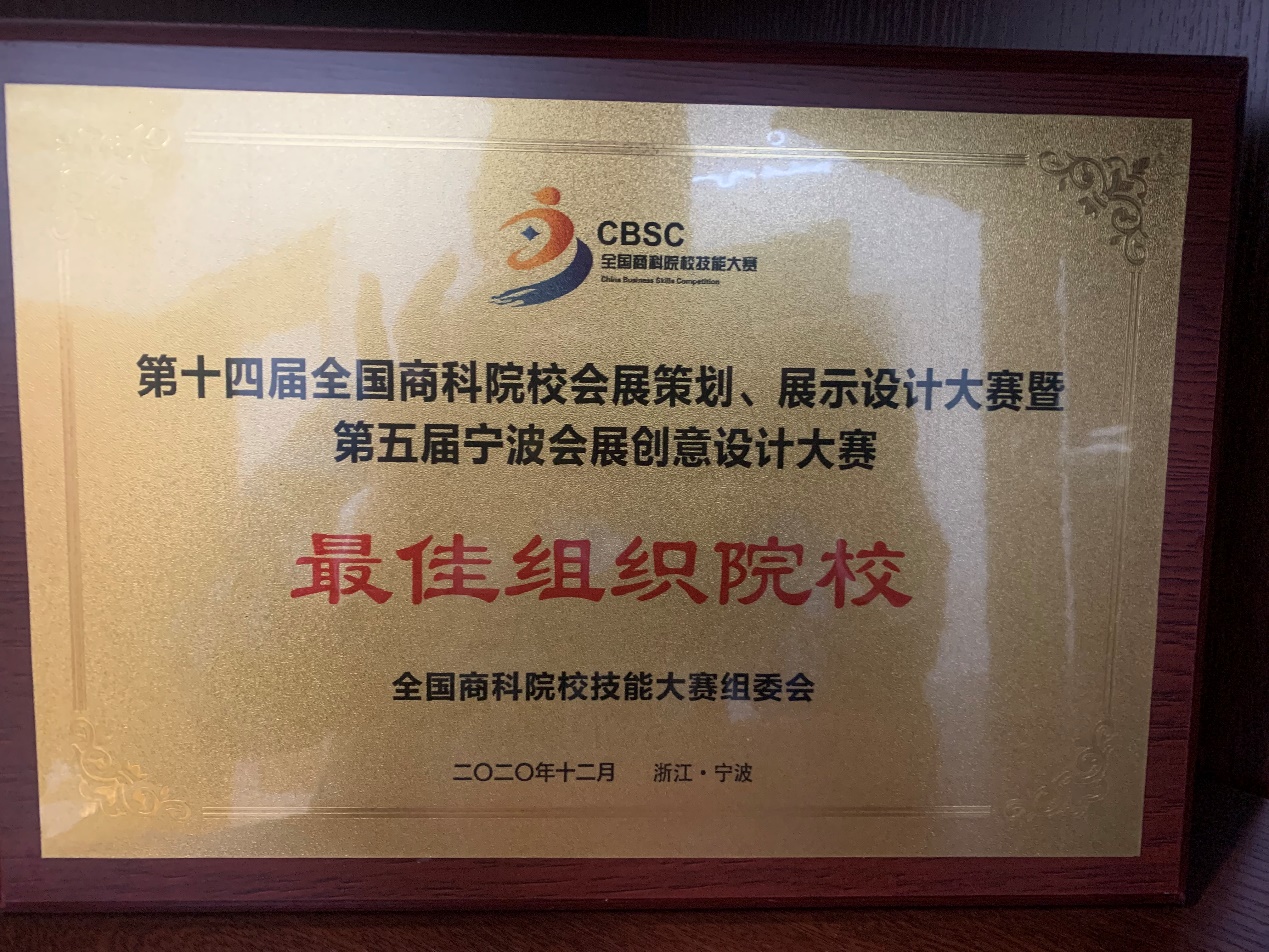 CBSC
全国商科院校技能大赛
China Business Skills Competition
第十四届全国商科院校会展策划、展示设计大赛暨
第五届宁波会展创意设计大赛
最佳组织院校
全国商科院校技能大赛组委会
二〇二〇年十二月 浙江·宁波